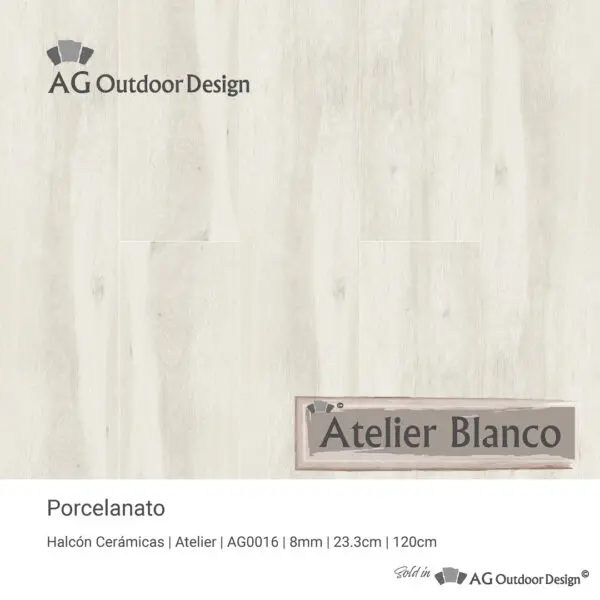 AG Outdoor Design
©
Atelier Blanco
Porcelanato
Halcón Cerámicas | Atelier | AG0016 | 8mm | 23.3cm | 120cm
Sold in AG Outdoor Design©